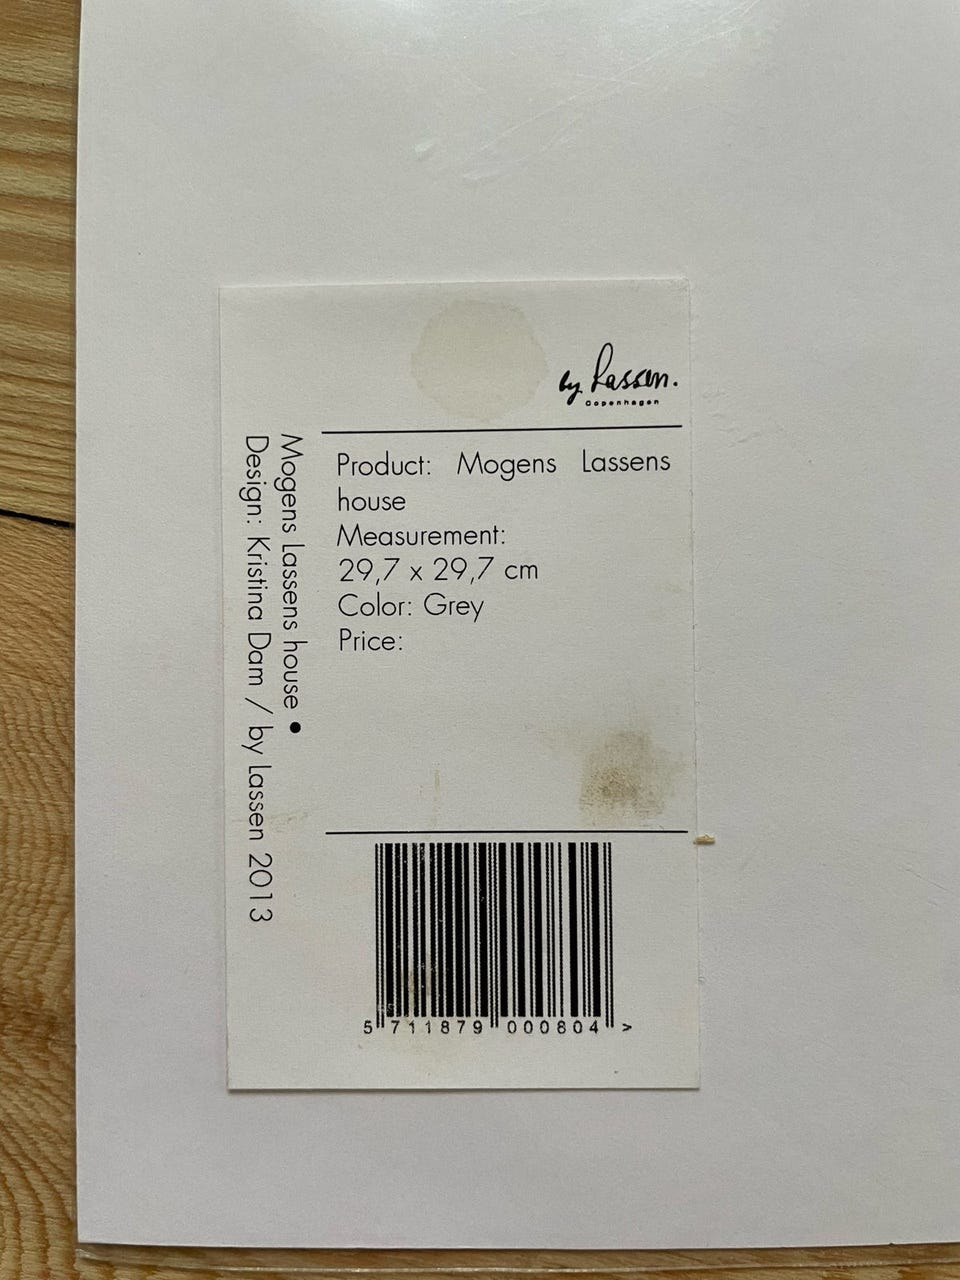 by Lassen.
Copenhagen
Product: Mogens Lassens
house
Measurement:
29,7 x 29,7 cm
Color: Grey
Price:
Mogens Lassens house •
Design: Kristina Dam / by Lassen 2013
5 711879 000804 >